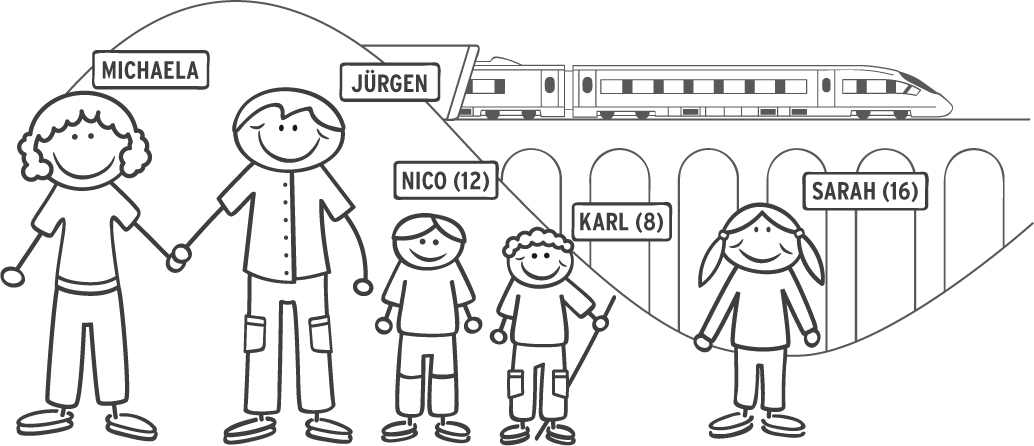 MICHAELA
JÜRGEN
NICO (12)
KARL (8)
SARAH (16)